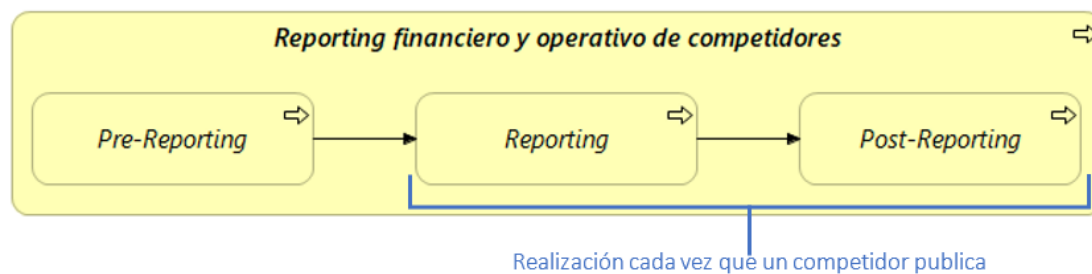 Reporting financiero y operativo de competidores
Pre-Reporting
Reporting
Post-Reporting
Realización cada vez que un competidor publica